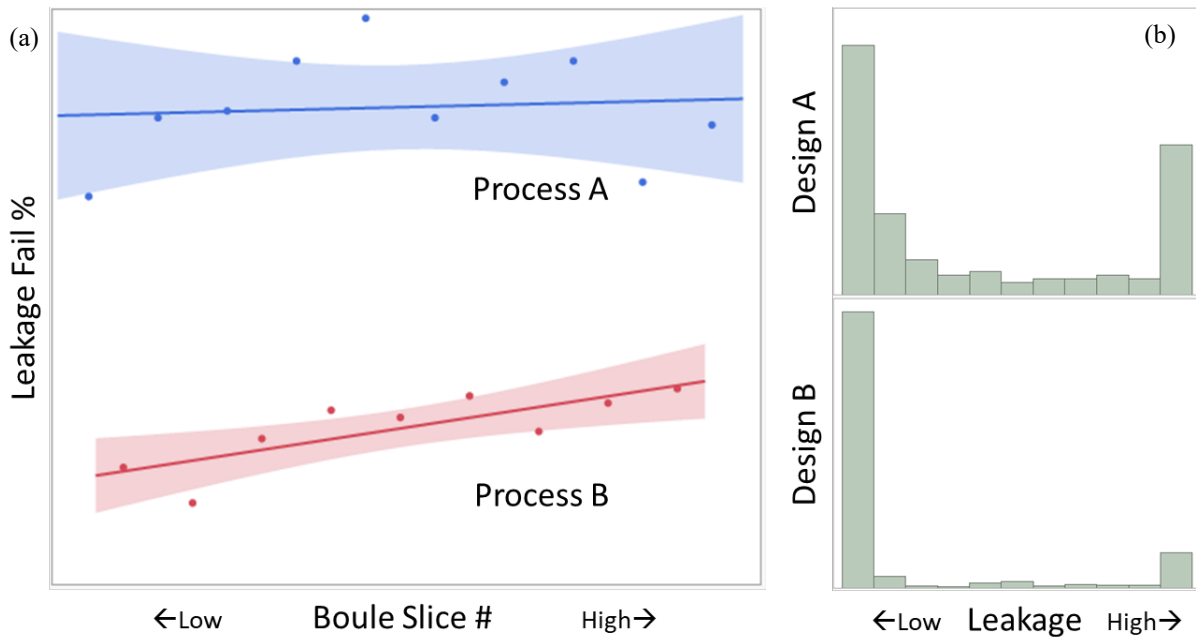 (a)
Leakage Fail %
Process A
Process B
←Low Boule Slice # High→
(b)
Design A
Design B
←Low Leakage High→